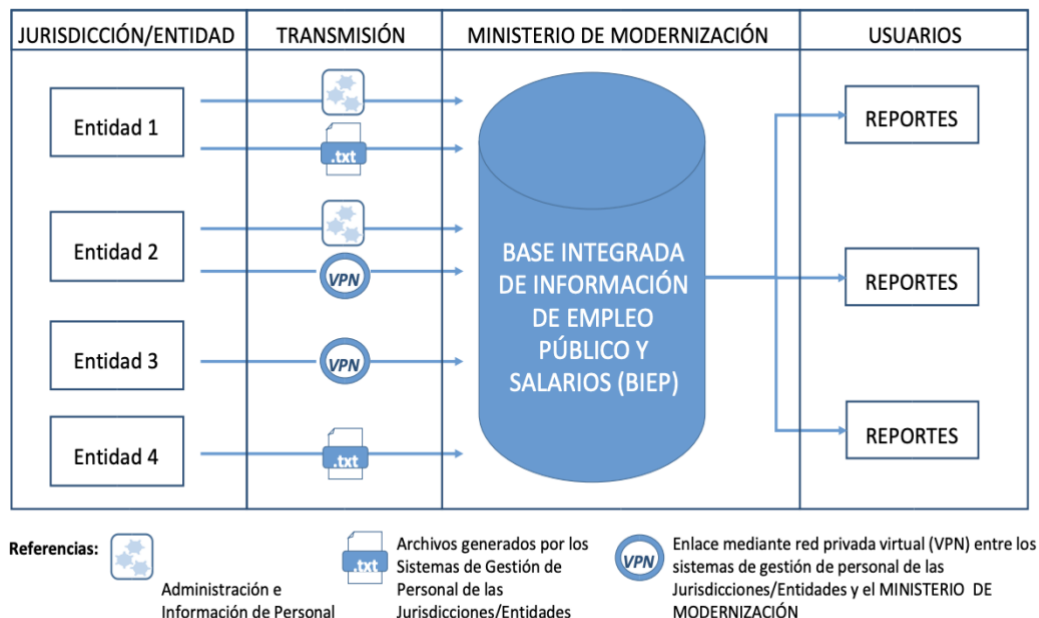 JURISDICCIÓN/ENTIDAD
TRANSMISIÓN
MINISTERIO DE MODERNIZACIÓN
USUARIOS
Entidad 1
.txt
Entidad 2
VPN
Entidad 3
VPN
Entidad 4
.txt
BASE INTEGRADA
DE INFORMACIÓN
DE EMPLEO
PÚBLICO Y
SALARIOS (BIEP)
REPORTES
REPORTES
REPORTES
Referencias:
Administración e
Información de Personal
.txt
Archivos generados por los
Sistemas de Gestión de
Personal de las
Jurisdicciones/Entidades
VPN
Enlace mediante red privada virtual (VPN) entre los
sistemas de gestión de personal de las
Jurisdicciones/Entidades y el MINISTERIO DE
MODERNIZACIÓN